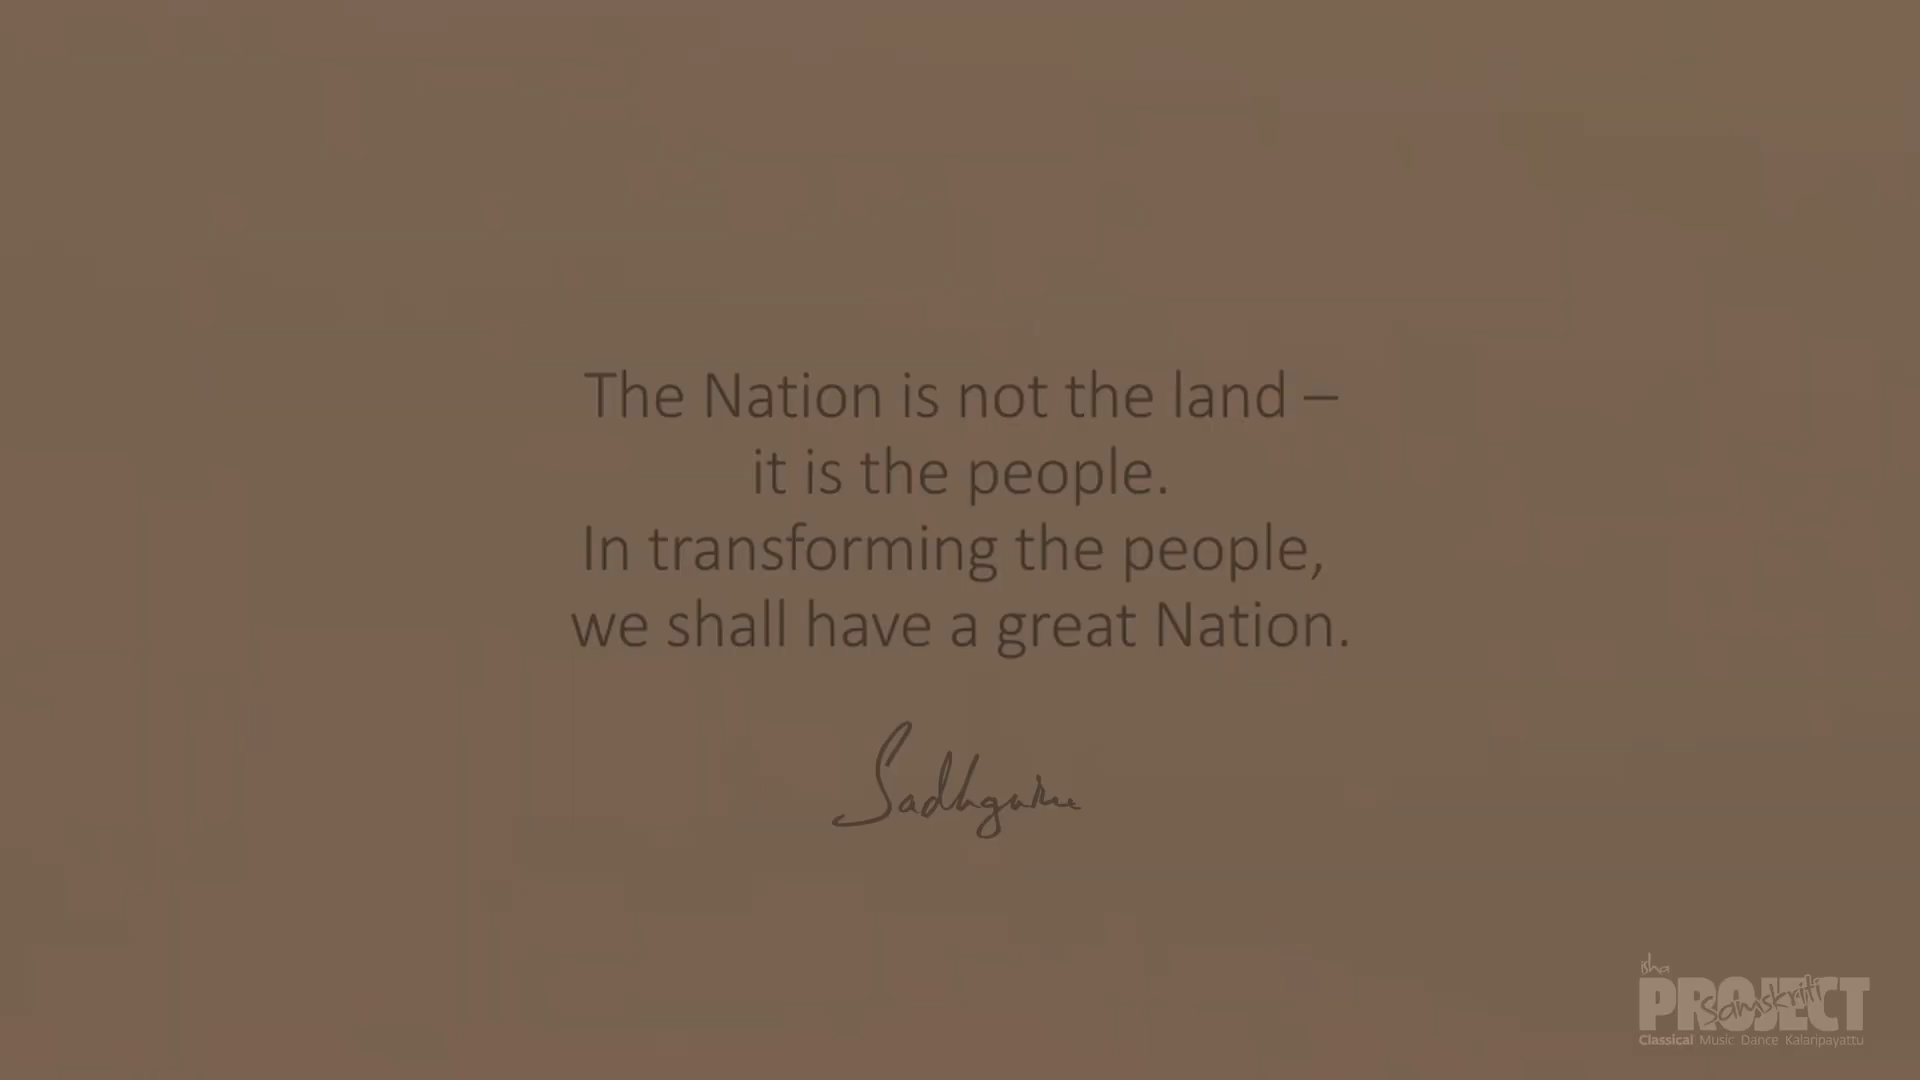 The Nation is not the land –
it is the people.
In transforming the people,
we shall have a great Nation.
Sadhguru
isha
PROJECT
samskriti
Classical Music Dance Kalaripayattu